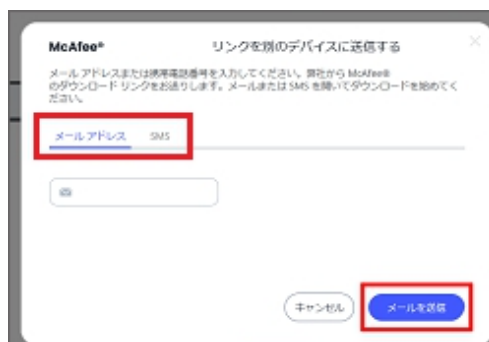 McAfee®
リンクを別のデバイスに送信する
メール アドレスまたは携帯電話番号を入力してください。弊社から McAfee®
のダウンロード リンクをお送りします。メールまたは SMS を開いてダウンロードを始めてく
ださい。
メール アドレス SMS
キャンセル メールを送信